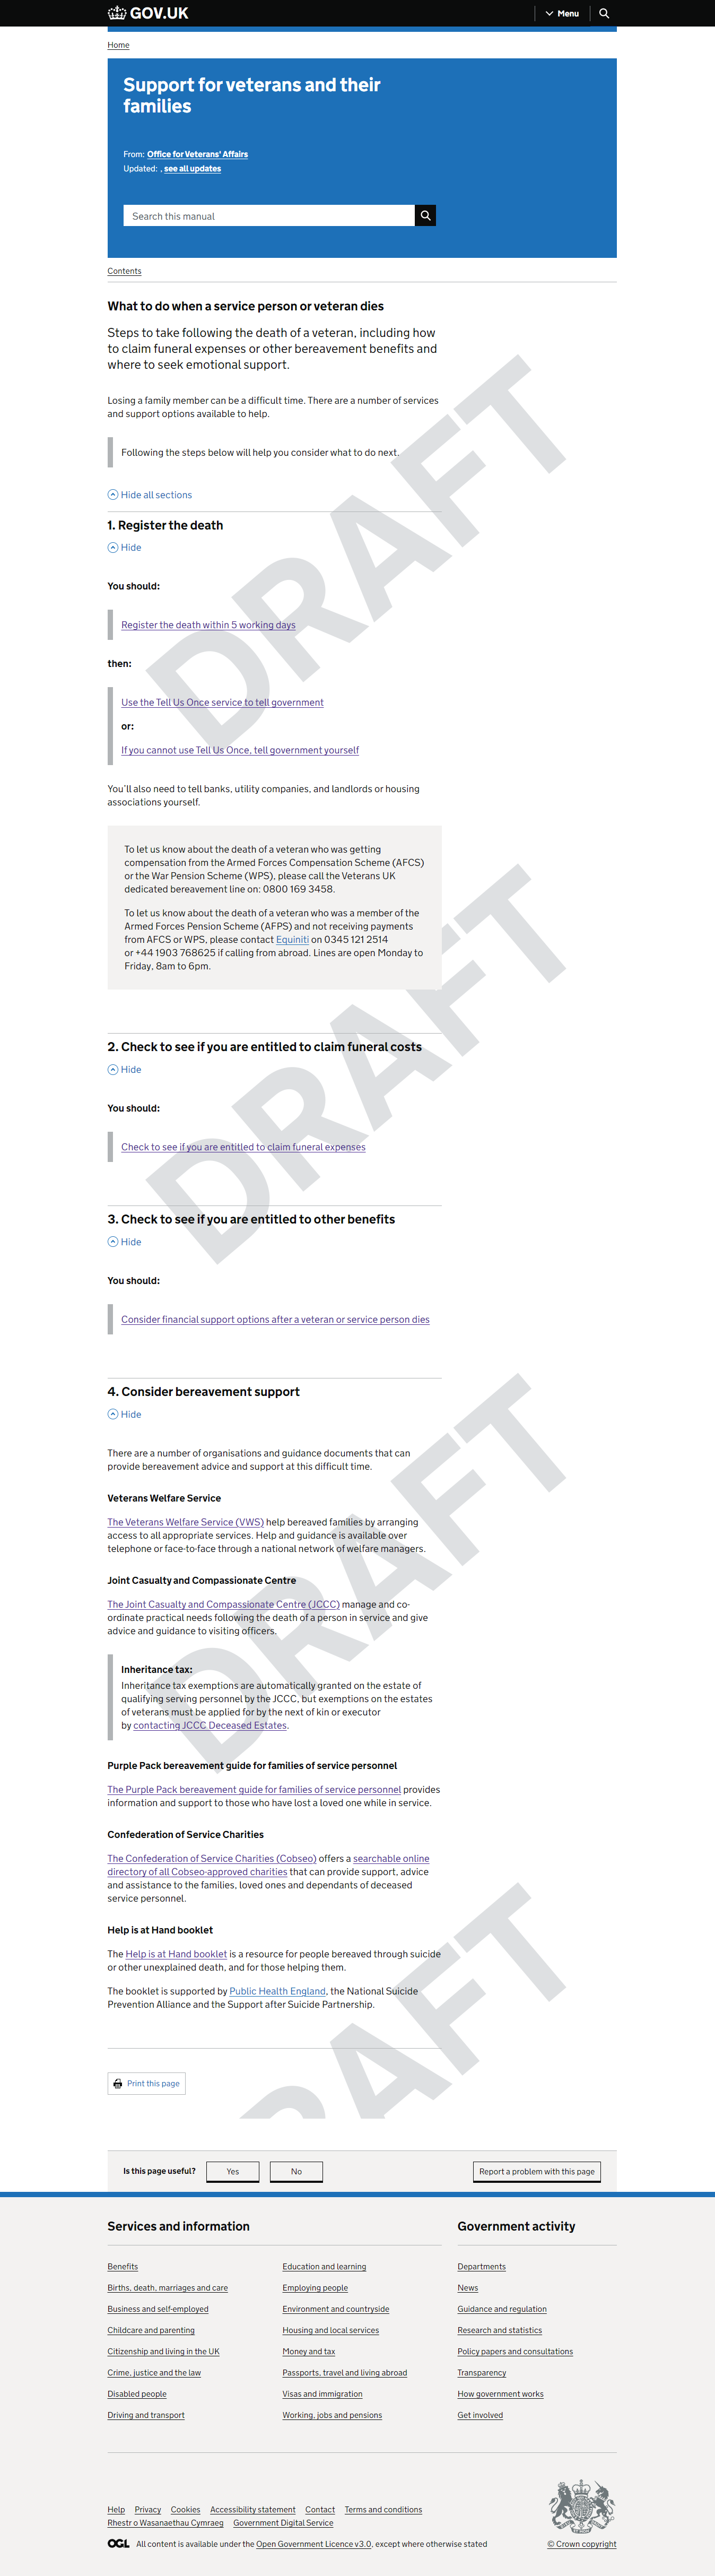 GOV.UK
Menu
Home
Support for veterans and their
families
From: Office for Veterans' Affairs
Updated: , see all updates
Search this manual
Contents
What to do when a service person or veteran dies
Steps to take following the death of a veteran, including how
to claim funeral expenses or other bereavement benefits and
where to seek emotional support.
Losing a family member can be a difficult time. There are a number of services
and support options available to help.
Following the steps below will help you consider what to do next.
Hide all sections
1. Register the death
Hide
You should:
Register the death within 5 working days
then:
Use the Tell Us Once service to tell government
or:
If you cannot use Tell Us Once, tell government yourself
You'll also need to tell banks, utility companies, and landlords or housing
associations yourself.
To let us know about the death of a veteran who was getting
compensation from the Armed Forces Compensation Scheme (AFCS)
or the War Pension Scheme (WPS), please call the Veterans UK
dedicated bereavement line on: 0800 169 3458.
To let us know about the death of a veteran who was a member of the
Armed Forces Pension Scheme (AFPS) and not receiving payments
from AFCS or WPS, please contact Equiniti on 0345 121 2514
or +44 1903 768625 if calling from abroad. Lines are open Monday to
Friday, 8am to 6pm.
2. Check to see if you are entitled to claim funeral costs
Hide
You should:
Check to see if you are entitled to claim funeral expenses
3. Check to see if you are entitled to other benefits
Hide
You should:
Consider financial support options after a veteran or service person dies
4. Consider bereavement support
Hide
There are a number of organisations and guidance documents that can
provide bereavement advice and support at this difficult time.
Veterans Welfare Service
The Veterans Welfare Service (VWS) help bereaved families by arranging
access to all appropriate services. Help and guidance is available over
telephone or face-to-face through a national network of welfare managers.
Joint Casualty and Compassionate Centre
The Joint Casualty and Compassionate Centre (JCCC) manage and co-
ordinate practical needs following the death of a person in service and give
advice and guidance to visiting officers.
Inheritance tax:
Inheritance tax exemptions are automatically granted on the estate of
qualifying serving personnel by the JCCC, but exemptions on the estates
of veterans must be applied for by the next of kin or executor
by contacting JCCC Deceased Estates.
Purple Pack bereavement guide for families of service personnel
The Purple Pack bereavement guide for families of service personnel provides
information and support to those who have lost a loved one while in service.
Confederation of Service Charities
The Confederation of Service Charities (Cobseo) offers a searchable online
directory of all Cobseo-approved charities that can provide support, advice
and assistance to the families, loved ones and dependants of deceased
service personnel.
Help is at Hand booklet
The Help is at Hand booklet is a resource for people bereaved through suicide
or other unexplained death, and for those helping them.
The booklet is supported by Public Health England, the National Suicide
Prevention Alliance and the Support after Suicide Partnership.
DRAFT
DRAFT
DRAFT
DRAFT
Print this page
Is this page useful? Yes No Report a problem with this page
Services and information
Benefits
Births, death, marriages and care
Business and self-employed
Childcare and parenting
Citizenship and living in the UK
Crime, justice and the law
Disabled people
Driving and transport
Education and learning
Employing people
Environment and countryside
Housing and local services
Money and tax
Passports, travel and living abroad
Visas and immigration
Working, jobs and pensions
Government activity
Departments
News
Guidance and regulation
Research and statistics
Policy papers and consultations
Transparency
How government works
Get involved
Help Privacy Cookies Accessibility statement Contact Terms and conditions
Rhestr o Wasanaethau Cymraeg Government Digital Service
OGL All content is available under the Open Government Licence v3.0, except where otherwise stated
© Crown copyright